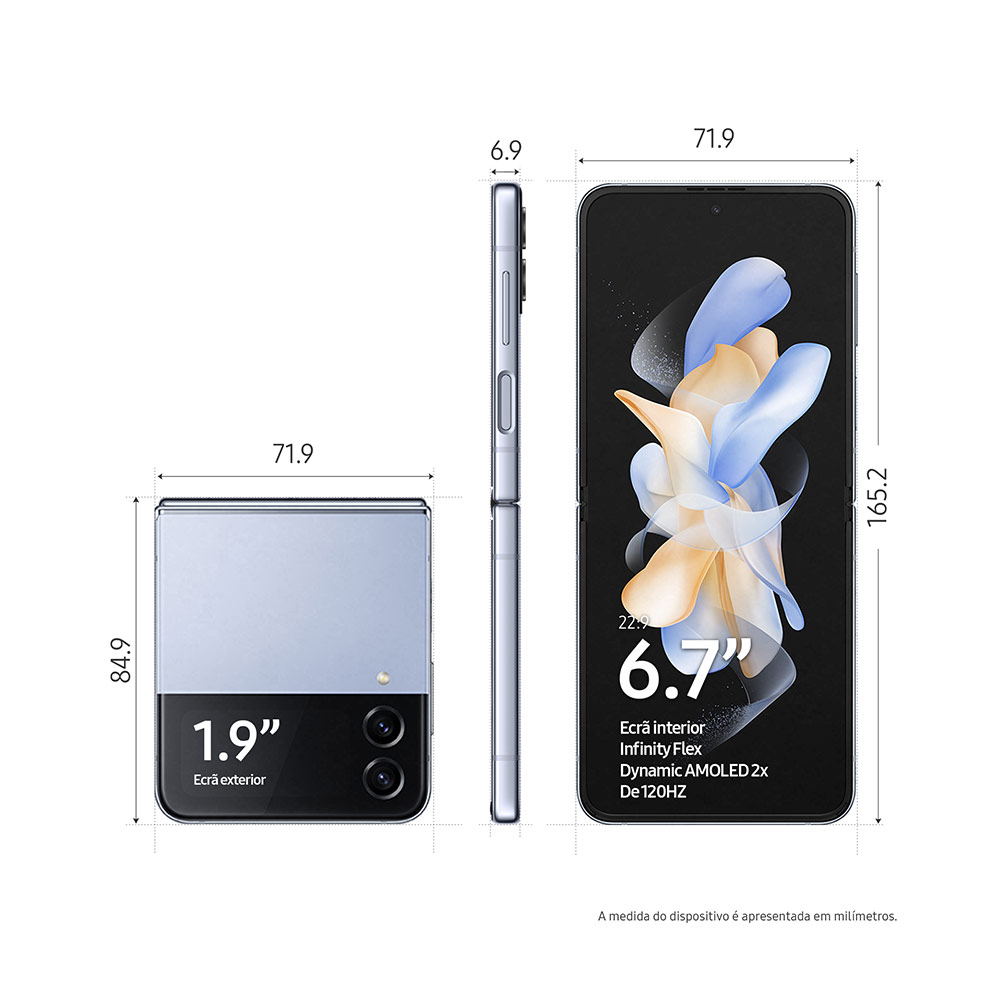 6.9
71.9
165.2
71.9
84.9
1.9”
Ecrã exterior
22:9
6.7”
Ecrã interior
Infinity Flex
Dynamic AMOLED 2x
De 120HZ
A medida do dispositivo é apresentada em milímetros.